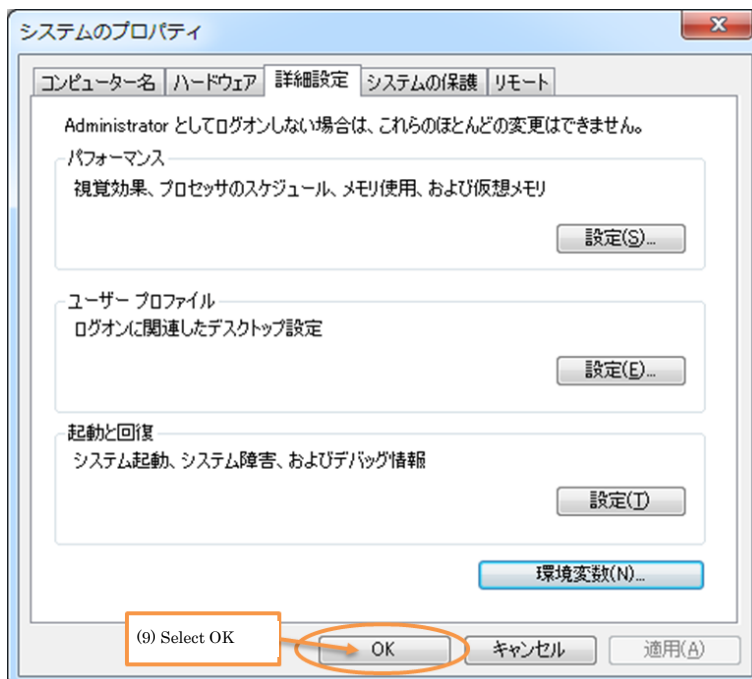 システムのプロパティ
コンピューター名 ハードウェア 詳細設定 システムの保護 リモート
Administrator としてログオンしない場合は、これらのほとんどの変更はできません。
パフォーマンス
視覚効果、プロセッサのスケジュール、メモリ使用、および仮想メモリ
設定(S)...
ユーザー プロファイル
ログオンに関連したデスクトップ設定
設定(E)...
起動と回復
システム起動、システム障害、およびデバッグ情報
設定(T)
環境変数(N)...
(9) Select OK
OK キャンセル 適用(A)